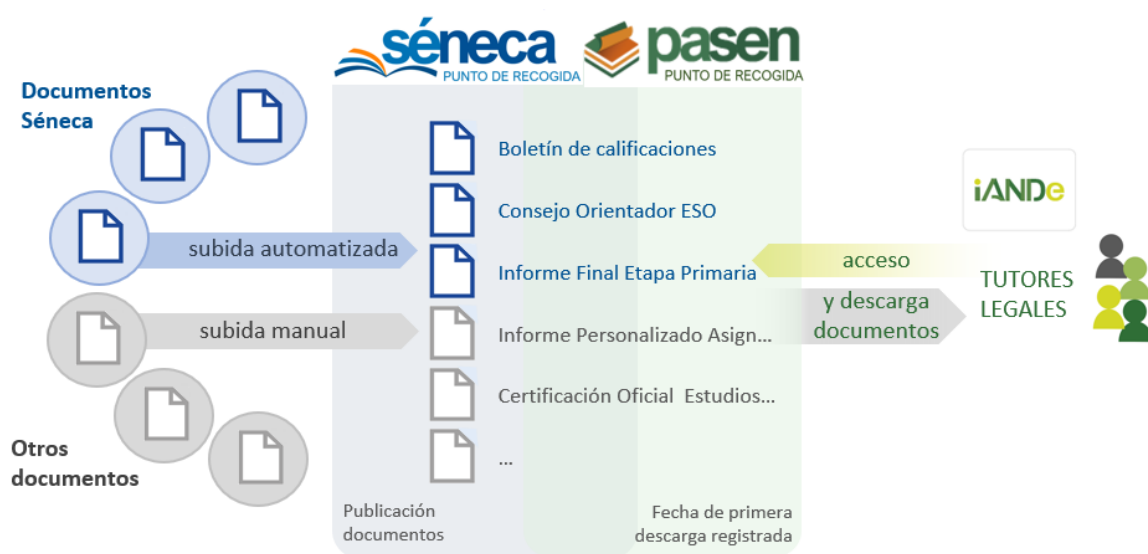 séneca
PUNTO DE RECOGIDA
pasen
PUNTO DE RECOGIDA
Documentos
Séneca
Boletín de calificaciones
Consejo Orientador ESO
subida automatizada
Informe Final Etapa Primaria
subida manual
Informe Personalizado Asign...
Certificación Oficial Estudios...
...
Otros
documentos
Publicación
documentos
Fecha de primera
descarga registrada
iANDe
acceso
y descarga
documentos
TUTORES
LEGALES